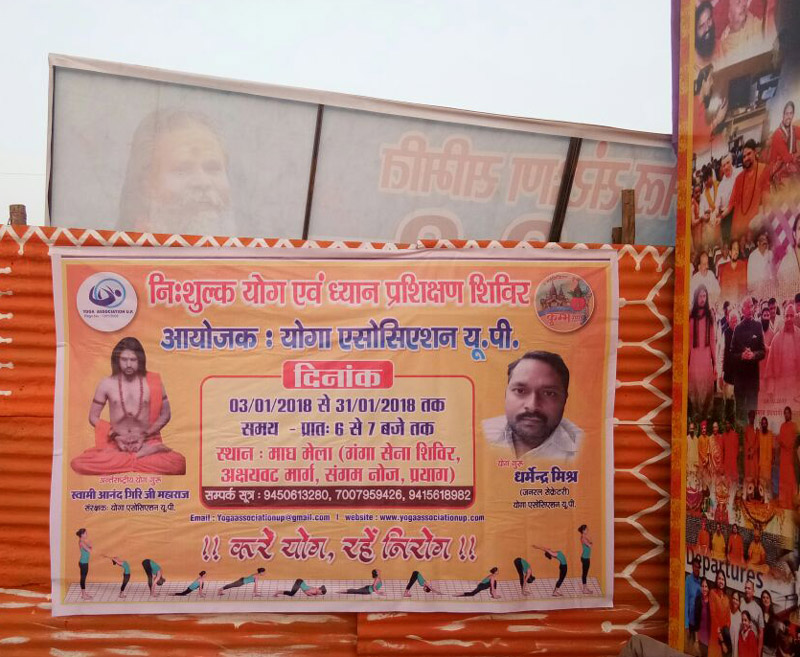 निःशुल्क योग एवं ध्यान प्रशिक्षण शिविर
YOGA ASSOCIATION U.P.
कुम्भ
आयोजक : योगा एसोसिएशन यू.पी.
दिनांक
03/01/2018 से 31/01/2018 तक
समय - प्रातः 6 से 7 बजे तक
स्थान : माघ मेला (गंगा सेना शिविर,
अक्षयवट मार्ग, संगम नोज, प्रयाग)
सम्पर्क सूत्र : 9450613280, 7007959426, 9415618982
अन्तर्राष्ट्रीय योग गुरू
स्वामी आनंद गिरि जी महाराज
संरक्षक- योगा एसोसिएशन यू.पी.
योग गुरू
धर्मेन्द्र मिश्र
(जनरल सेक्रेटरी)
योगा एसोसिएशन यू.पी.
Email : Yogaassociationup@gmail.com | website : www.yogaassociationup.com
!! करें योग, रहें निरोग !!
Departures